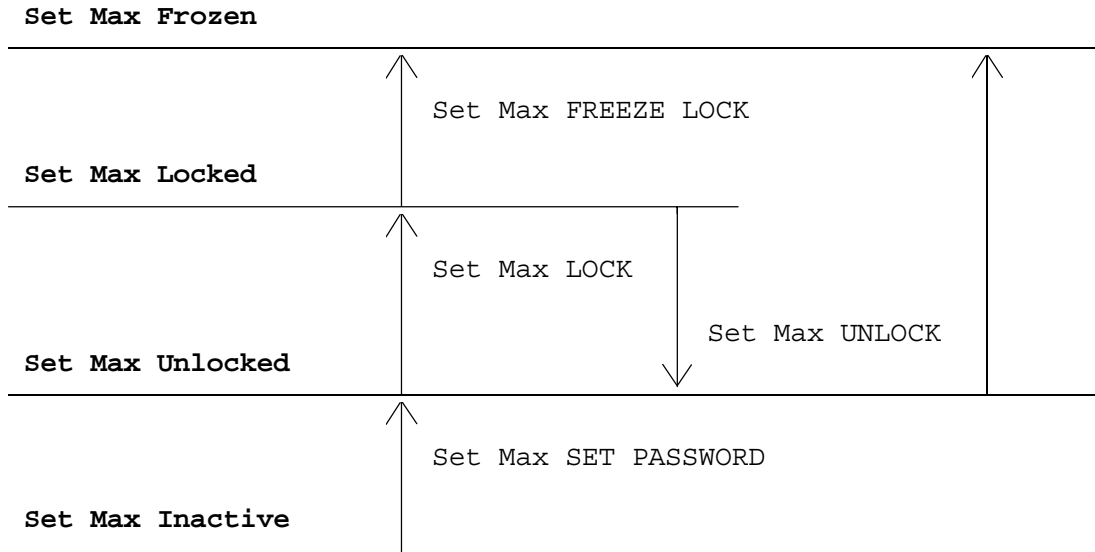 Set Max Frozen
Set Max FREEZE LOCK
Set Max Locked
Set Max LOCK
Set Max UNLOCK
Set Max Unlocked
Set Max SET PASSWORD
Set Max Inactive